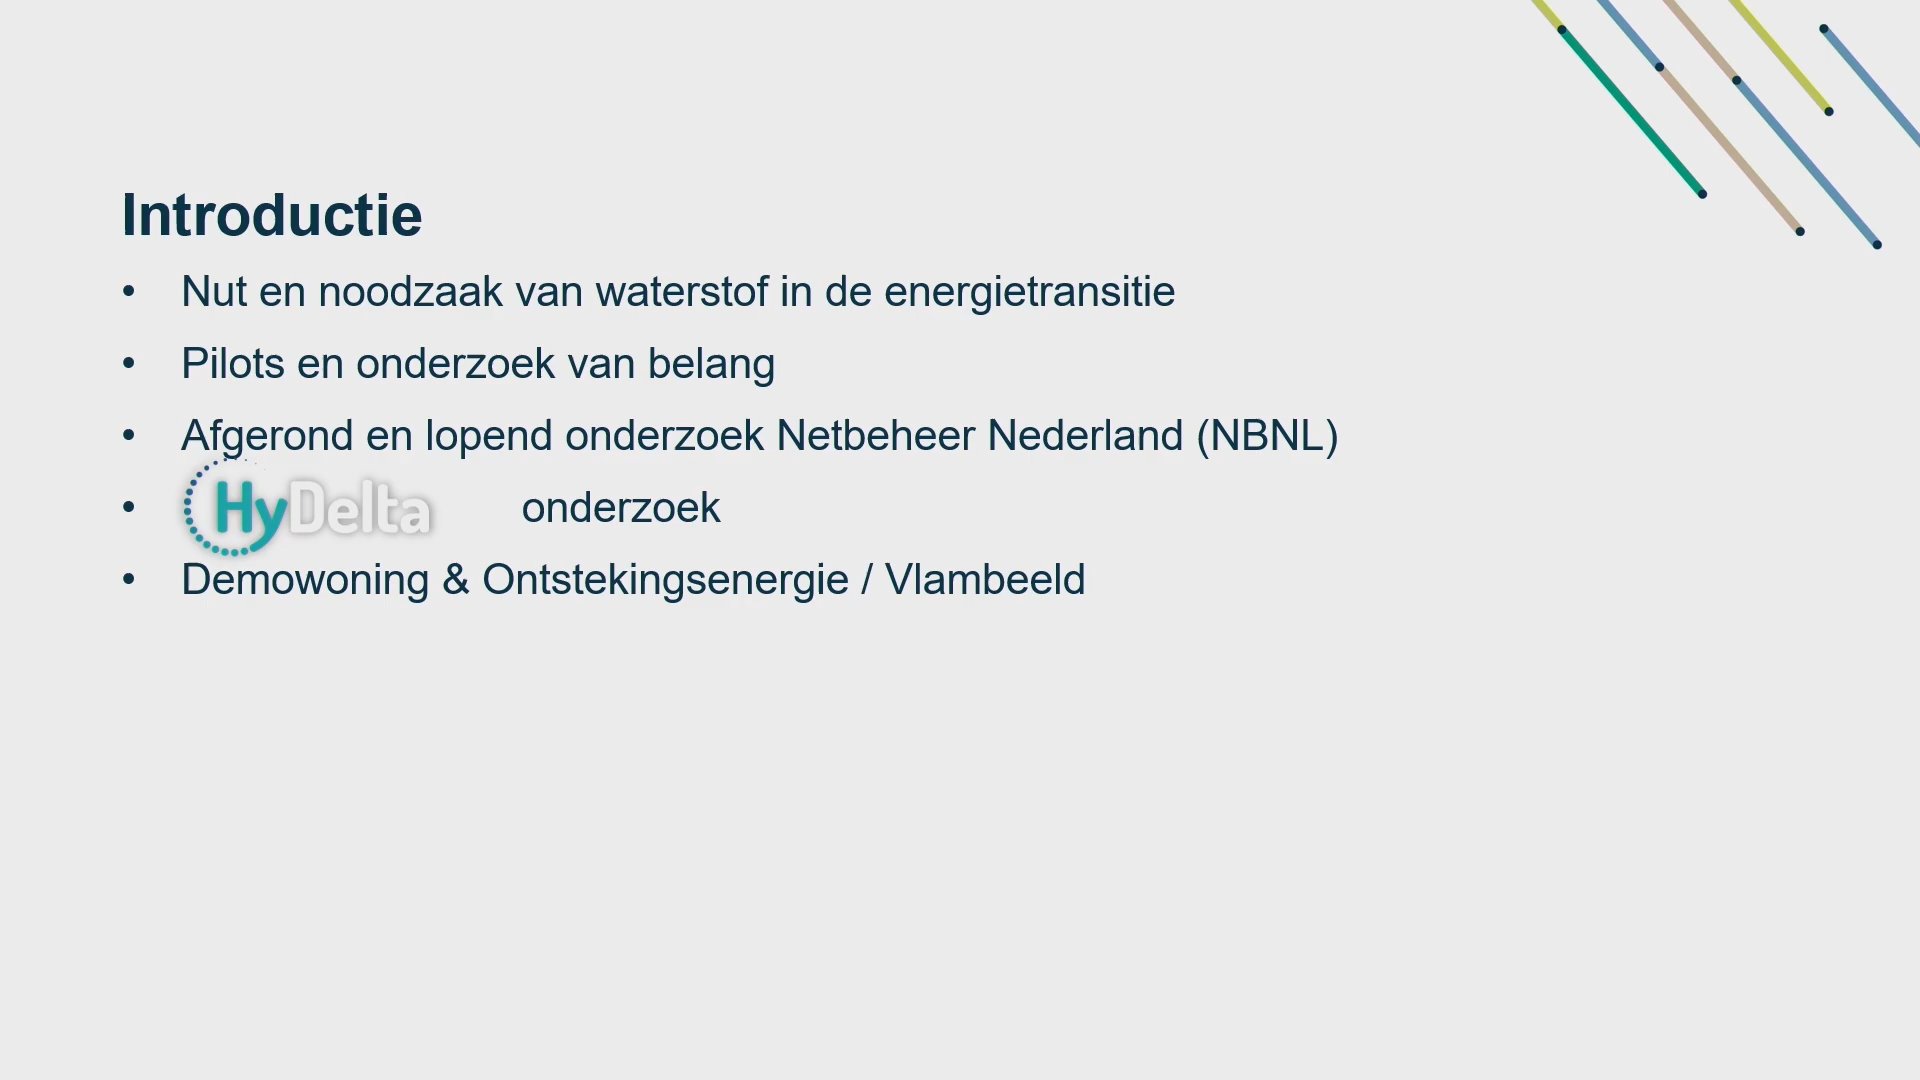 Introductie
• Nut en noodzaak van waterstof in de energietransitie
• Pilots en onderzoek van belang
• Afgerond en lopend onderzoek Netbeheer Nederland (NBNL)
• HyDelta onderzoek
• Demowoning & Ontstekingsenergie / Vlambeeld